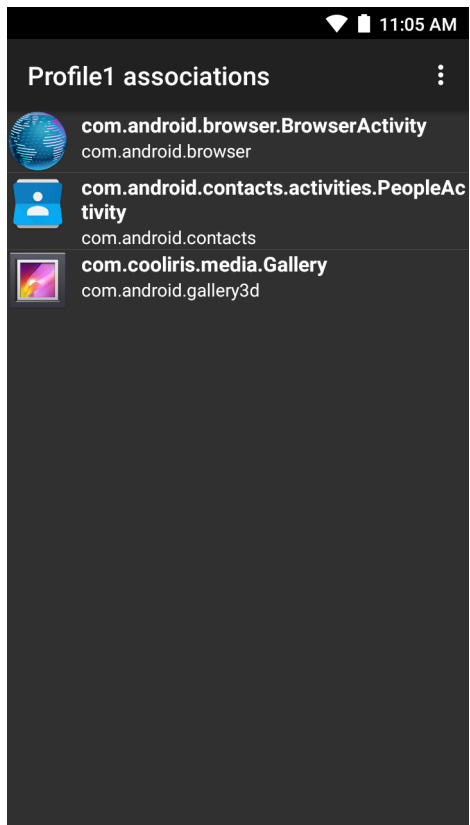 11:05 AM
Profile1 associations
com.android.browser.BrowserActivity
com.android.browser
com.android.contacts.activities.PeopleAc
tivity
com.android.contacts
com.cooliris.media.Gallery
com.android.gallery3d